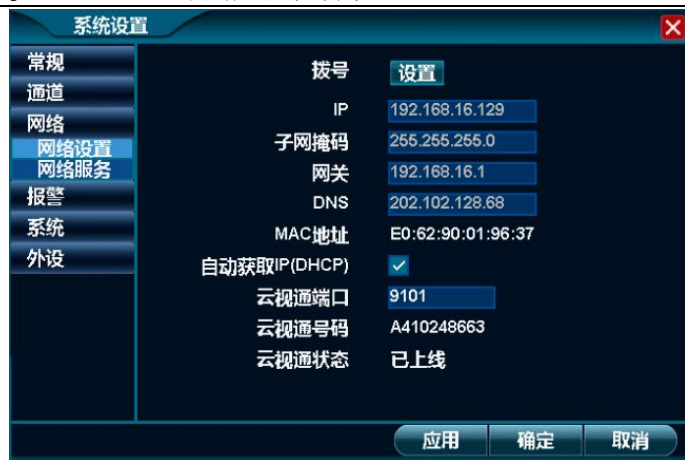 系统设置
常规
通道
网络
网络设置
网络服务
报警
系统
外设
拨号 设置
IP 192.168.16.129
子网掩码 255.255.255.0
网关 192.168.16.1
DNS 202.102.128.68
MAC地址 E0:62:90:01:96:37
自动获取IP(DHCP)
云视通端口 9101
云视通号码 A410248663
云视通状态 已上线
应用 确定 取消